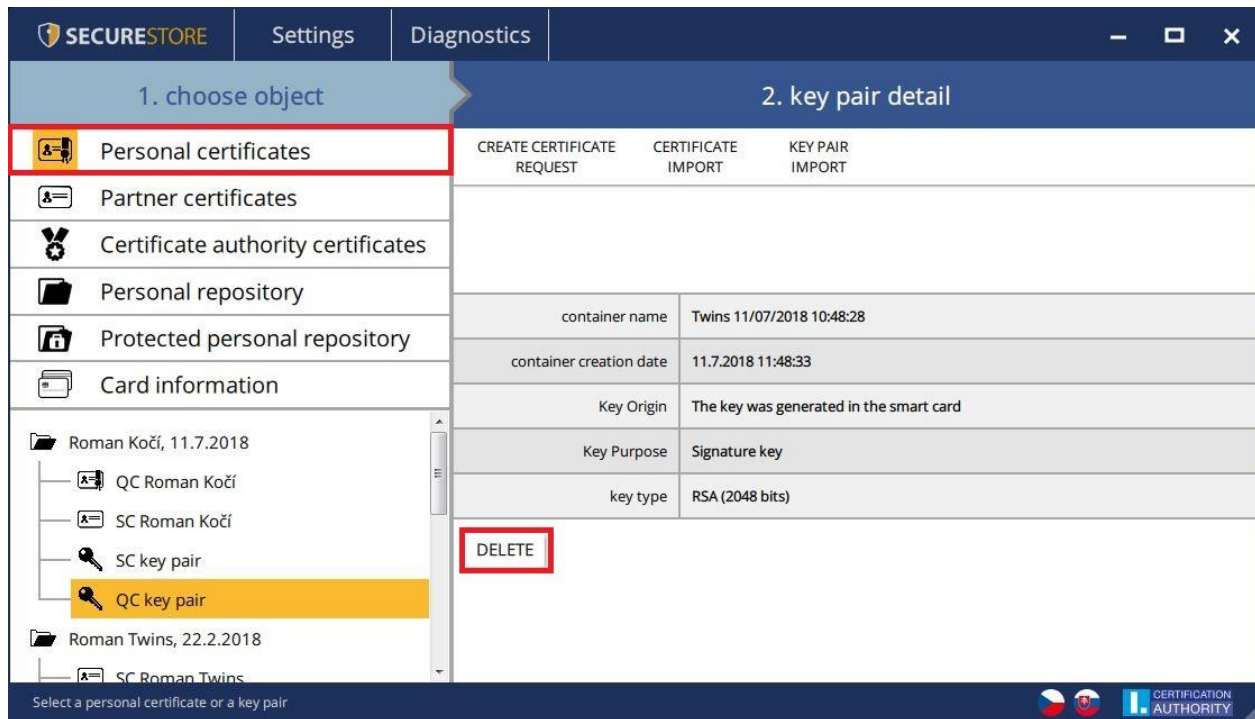 SECURESTORE Settings Diagnostics
1. choose object
2. key pair detail
Personal certificates
Partner certificates
Certificate authority certificates
Personal repository
Protected personal repository
Card information
Roman Kočí, 11.7.2018
QC Roman Kočí
SC Roman Kočí
SC key pair
QC key pair
Roman Twins, 22.2.2018
SC Roman Twins
CREATE CERTIFICATE
REQUEST
CERTIFICATE
IMPORT
KEY PAIR
IMPORT
container name Twins 11/07/2018 10:48:28
container creation date 11.7.2018 11:48:33
Key Origin The key was generated in the smart card
Key Purpose Signature key
key type RSA (2048 bits)
DELETE
Select a personal certificate or a key pair
I. CERTIFICATION
AUTHORITY